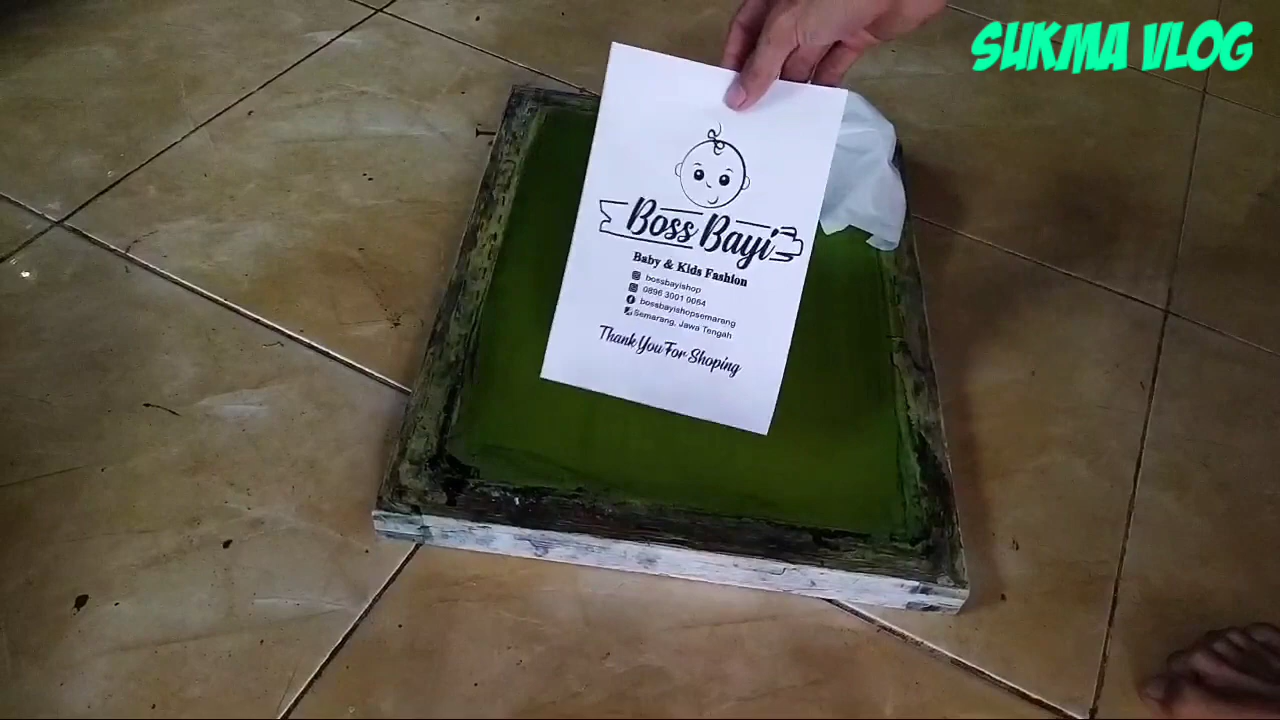 SUKMA VLOG
Boss Bayi
Baby & Kids Fashion
bossbayishop
0896 3001 0064
bossbayishopsemarang
Semarang, Jawa Tengah
Thank You For Shoping